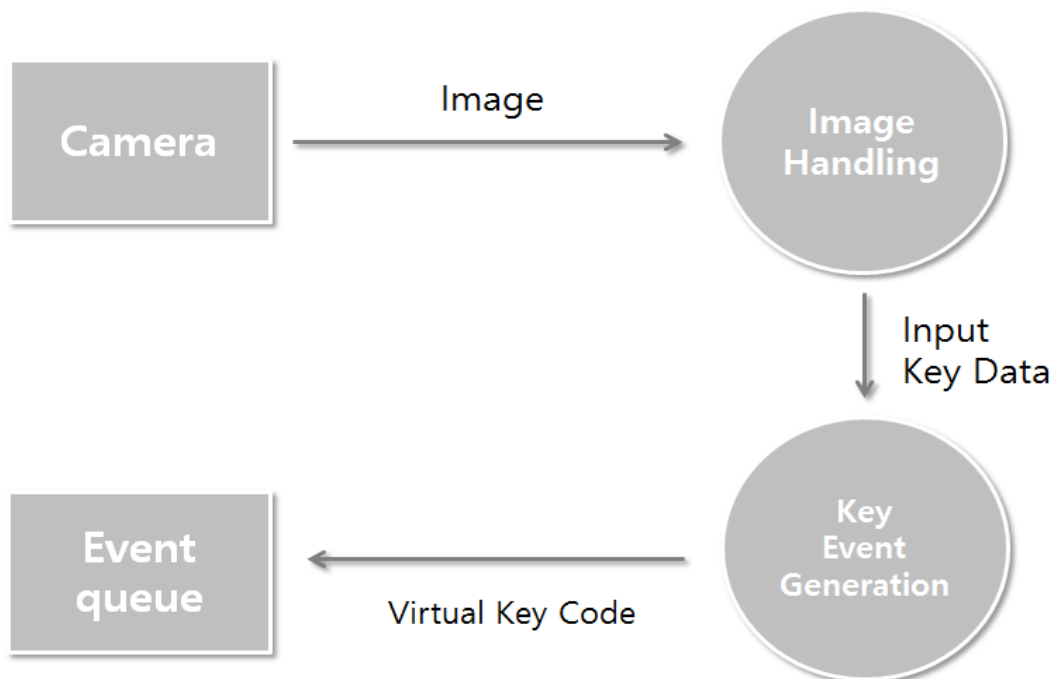 Camera
Image
Image
Handling
Input
Key Data
Key
Event
Generation
Virtual Key Code
Event
queue